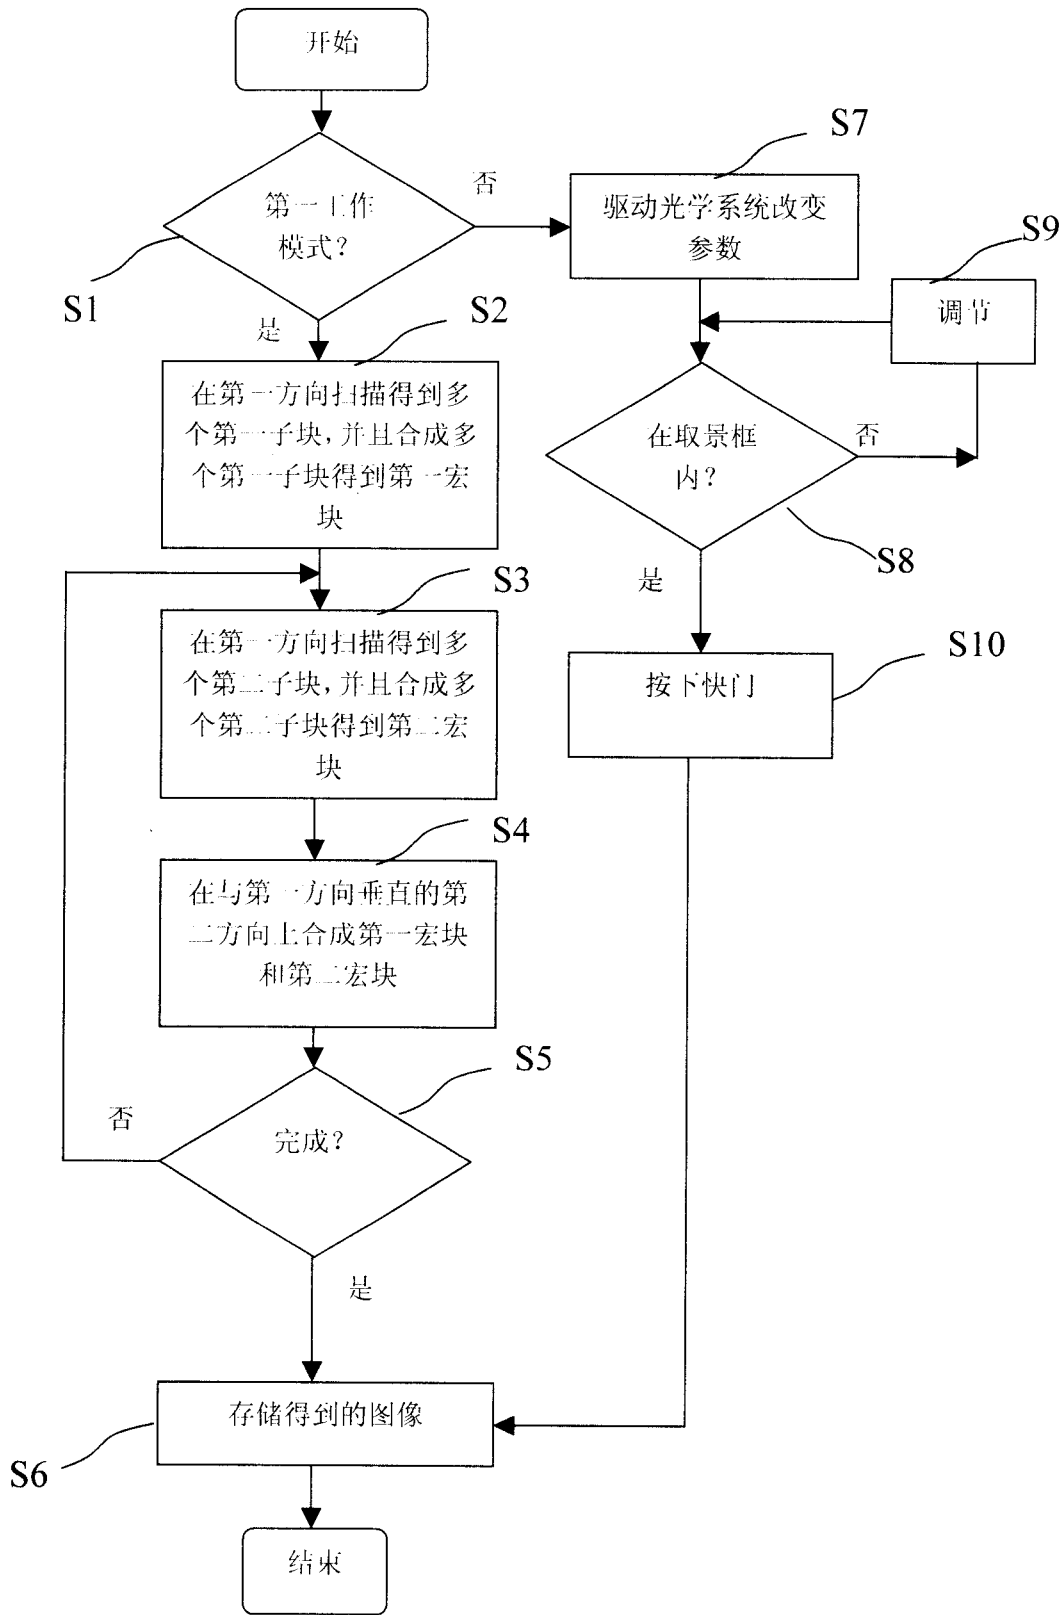 开始
S7
否
第一工作
模式？
驱动光学系统改变
参数
S9
S1
S2
调节
是
在第一方向扫描得到多
个第一子块，并且合成多
个第一子块得到第一宏
块
在取景框
内？
否
S8
S3
是
在第一方向扫描得到多
个第二子块，并且合成多
个第二子块得到第二宏
块
S10
按下快门
S4
在与第一方向垂直的第
二方向上合成第一宏块
和第二宏块
S5
否
完成？
是
存储得到的图像
S6
结束